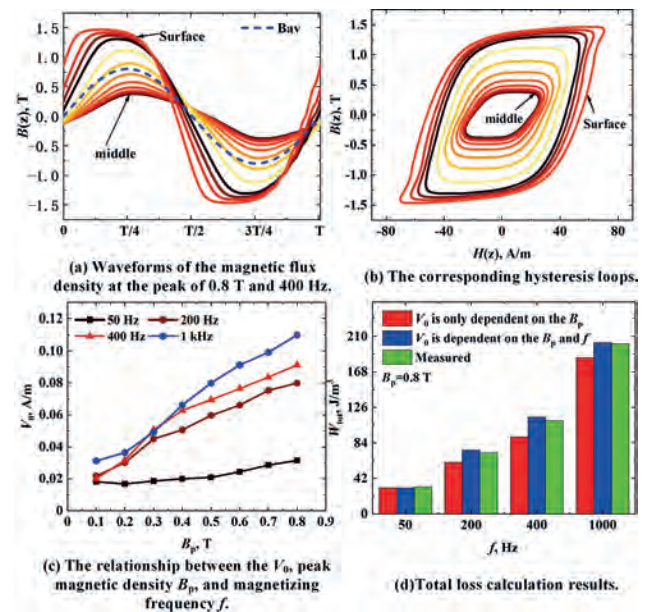 Surface
Bav
middle
B(z), T
1.5
1.0
0.5
0.0
-0.5
-1.0
-1.5
0
T/4
T/2
3T/4
T
(a) Waveforms of the magnetic flux
density at the peak of 0.8 T and 400 Hz.
B(z), T
1.5
1.0
0.5
0.0
-0.5
-1.0
-1.5
middle
Surface
-80
-40
0
40
80
H(z), A/m
(b) The corresponding hysteresis loops.
50 Hz
200 Hz
400 Hz
1 kHz
V₀, A/m
0.12
0.10
0.08
0.06
0.04
0.02
0.00
0
0.1
0.2
0.3
0.4
0.5
0.6
0.7
0.8
0.9
Bₚ, T
(c) The relationship between the V₀, peak
magnetic density Bₚ, and magnetizing
frequency f.
V₀ is only dependent on the Bₚ
V₀ is dependent on the Bₚ and f
Measured
Bₚ=0.8 T
Wtot, J/m³
210
168
126
84
42
0
50
200
400
1000
f, Hz
(d)Total loss calculation results.